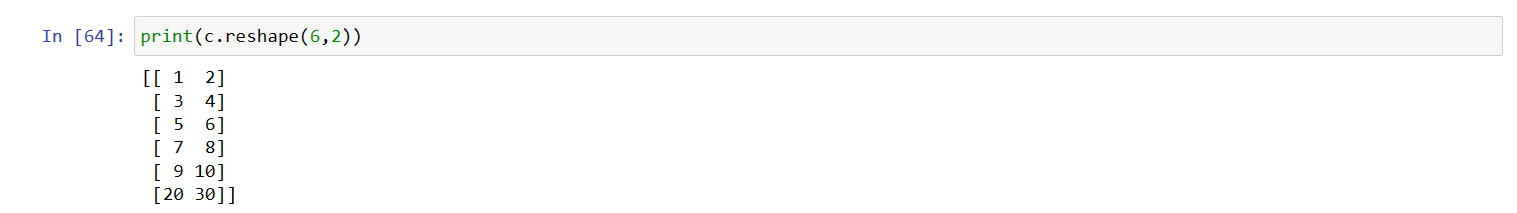 In [64]: print(c.reshape(6,2))
[[ 1  2]
 [ 3  4]
 [ 5  6]
 [ 7  8]
 [ 9 10]
 [20 30]]